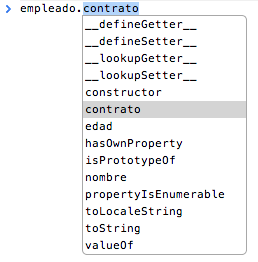 > empleado.contrato
__defineGetter__
__defineSetter__
__lookupGetter__
__lookupSetter__
constructor
contrato
edad
hasOwnProperty
isPrototypeOf
nombre
propertyIsEnumerable
toLocaleString
toString
valueOf